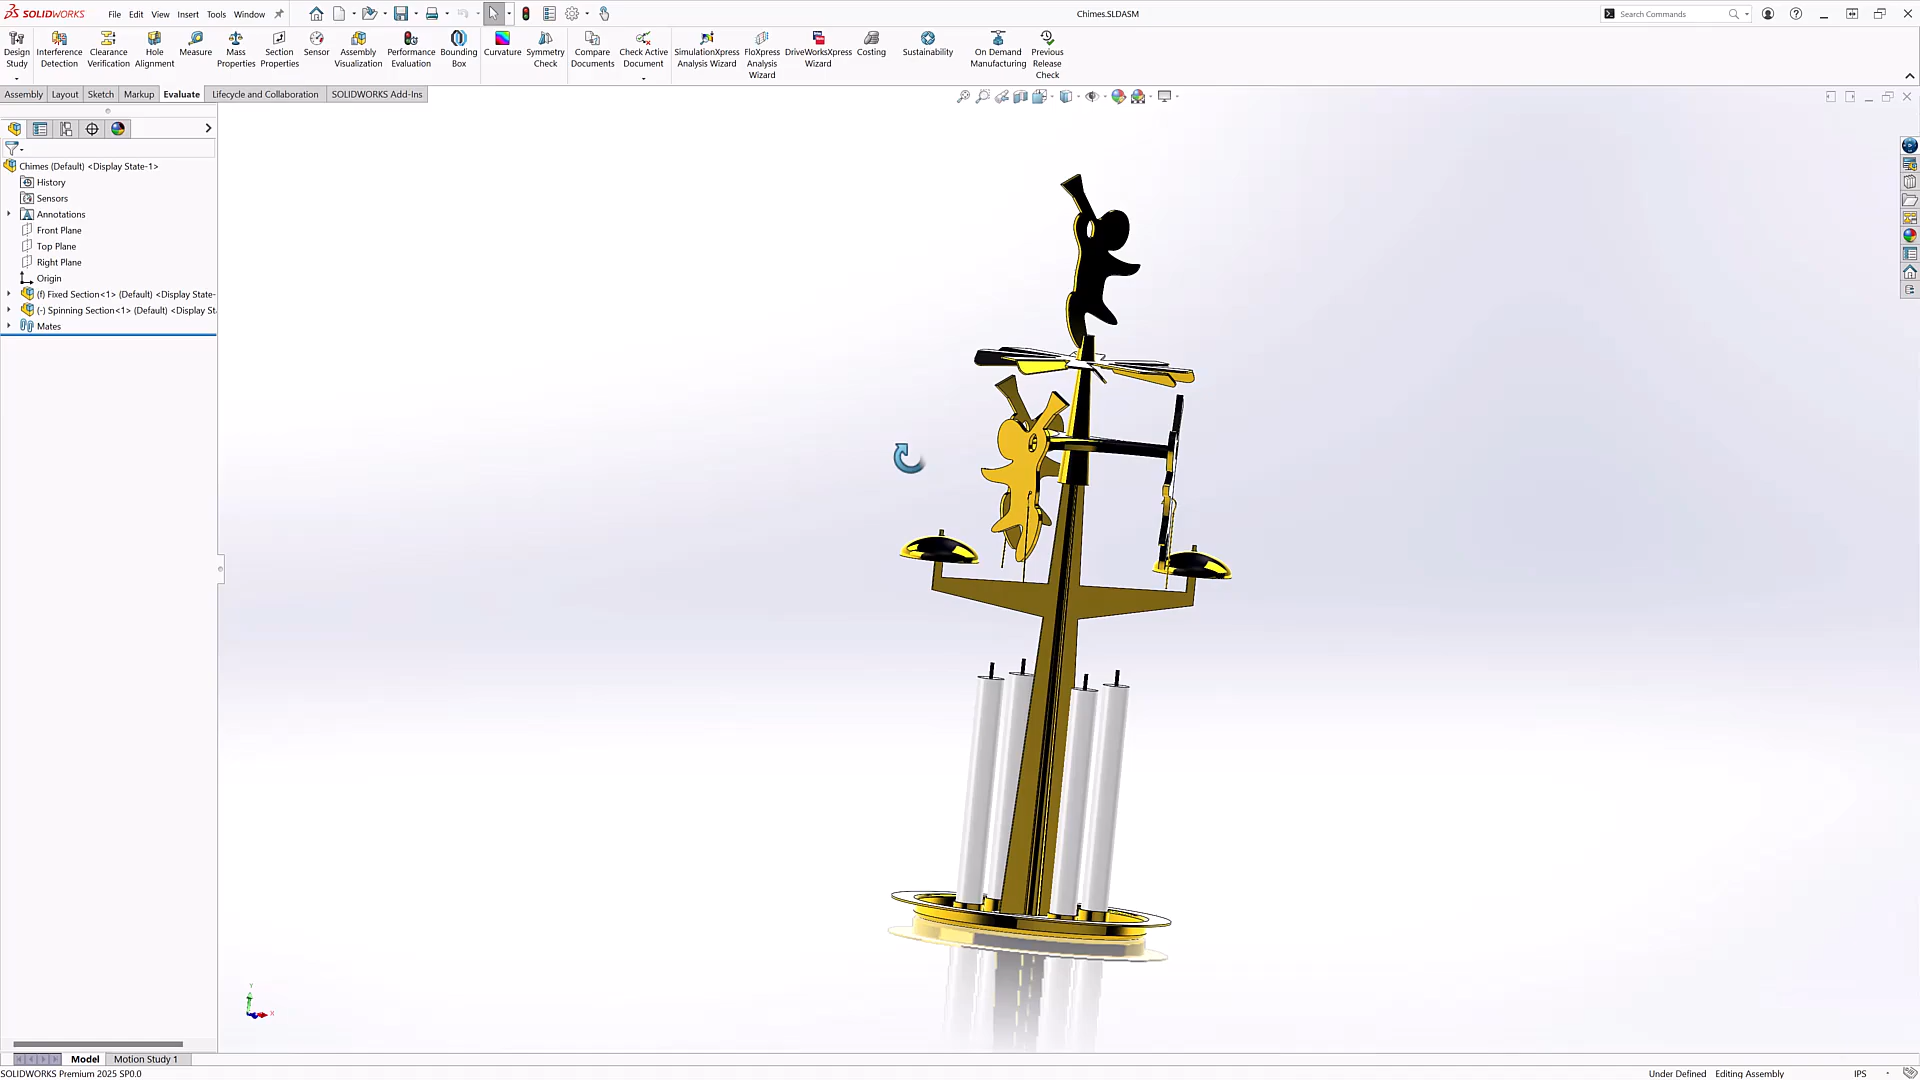 SOLIDWORKS File Edit View Insert Tools Window Chimes.SLDASM Search Commands
Design Study
Interference Detection
Clearance Verification
Hole Alignment
Measure
Mass Properties
Section Properties
Sensor
Assembly Visualization
Performance Evaluation
Bounding Box
Curvature
Symmetry Check
Compare Documents
Check Active Document
SimulationXpress Analysis Wizard
FloXpress Analysis Wizard
DriveWorksXpress Wizard
Costing
Sustainability
On Demand Manufacturing
Previous Release Check
Assembly Layout Sketch Markup Evaluate Lifecycle and Collaboration SOLIDWORKS Add-Ins
Chimes (Default) <Display State-1>
History
Sensors
Annotations
Front Plane
Top Plane
Right Plane
Origin
(f) Fixed Section<1> (Default) <Display State-
(-) Spinning Section<1> (Default) <Display St
Mates
Y
X
Model Motion Study 1
SOLIDWORKS Premium 2025 SP0.0 Under Defined Editing Assembly IPS